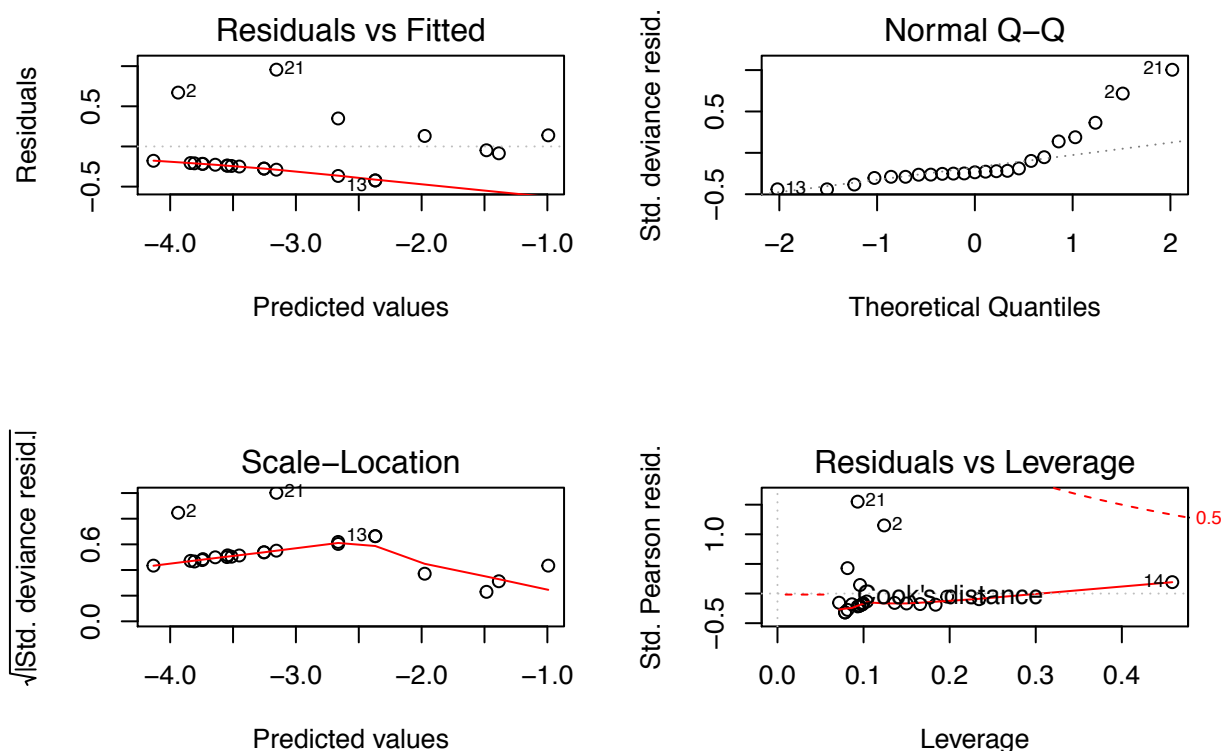 Residuals vs Fitted
Residuals
0.5
−0.5
2
21
13
−4.0 −3.0 −2.0 −1.0
Predicted values
Normal Q−Q
Std. deviance resid.
0.5
−0.5
21
2
13
−2 −1 0 1 2
Theoretical Quantiles
Scale−Location
√|Std. deviance resid.|
0.6
0.0
2
21
13
−4.0 −3.0 −2.0 −1.0
Predicted values
Residuals vs Leverage
Std. Pearson resid.
1.0
−0.5
21
2
14
0.5
Cook's distance
0.0 0.1 0.2 0.3 0.4
Leverage